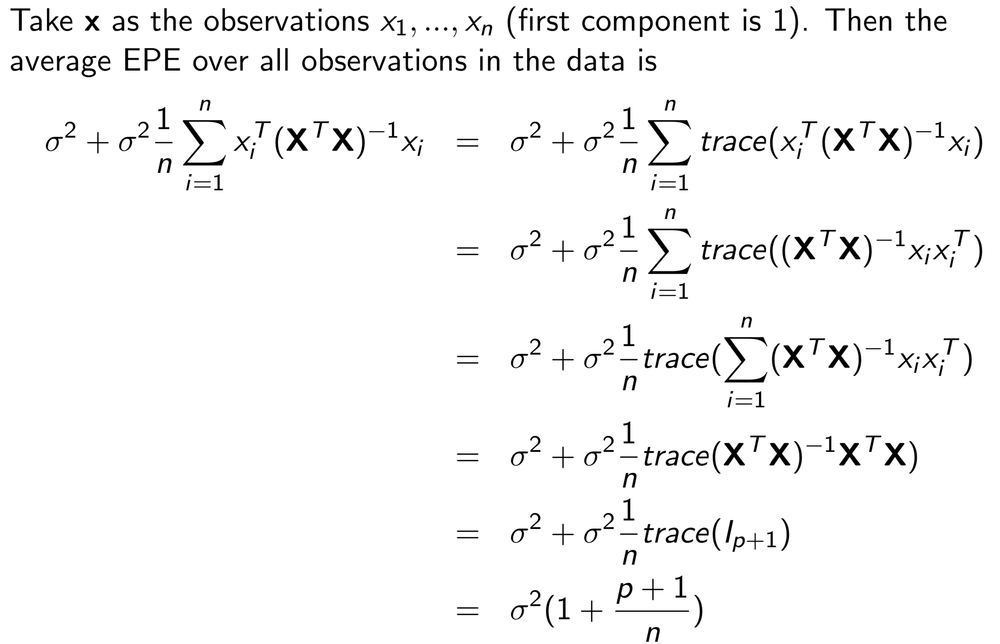 Take **x** as the observations $x_1, ..., x_n$ (first component is 1). Then the
average EPE over all observations in the data is
$\sigma^2 + \sigma^2 \frac{1}{n} \sum_{i=1}^{n} x_i^T (\mathbf{X}^T \mathbf{X})^{-1} x_i = \sigma^2 + \sigma^2 \frac{1}{n} \sum_{i=1}^{n} trace(x_i^T (\mathbf{X}^T \mathbf{X})^{-1} x_i)$
$= \sigma^2 + \sigma^2 \frac{1}{n} \sum_{i=1}^{n} trace((\mathbf{X}^T \mathbf{X})^{-1} x_i x_i^T)$
$= \sigma^2 + \sigma^2 \frac{1}{n} trace(\sum_{i=1}^{n} (\mathbf{X}^T \mathbf{X})^{-1} x_i x_i^T)$
$= \sigma^2 + \sigma^2 \frac{1}{n} trace(\mathbf{X}^T \mathbf{X})^{-1} \mathbf{X}^T \mathbf{X})$
$= \sigma^2 + \sigma^2 \frac{1}{n} trace(I_{p+1})$
$= \sigma^2 (1 + \frac{p+1}{n})$